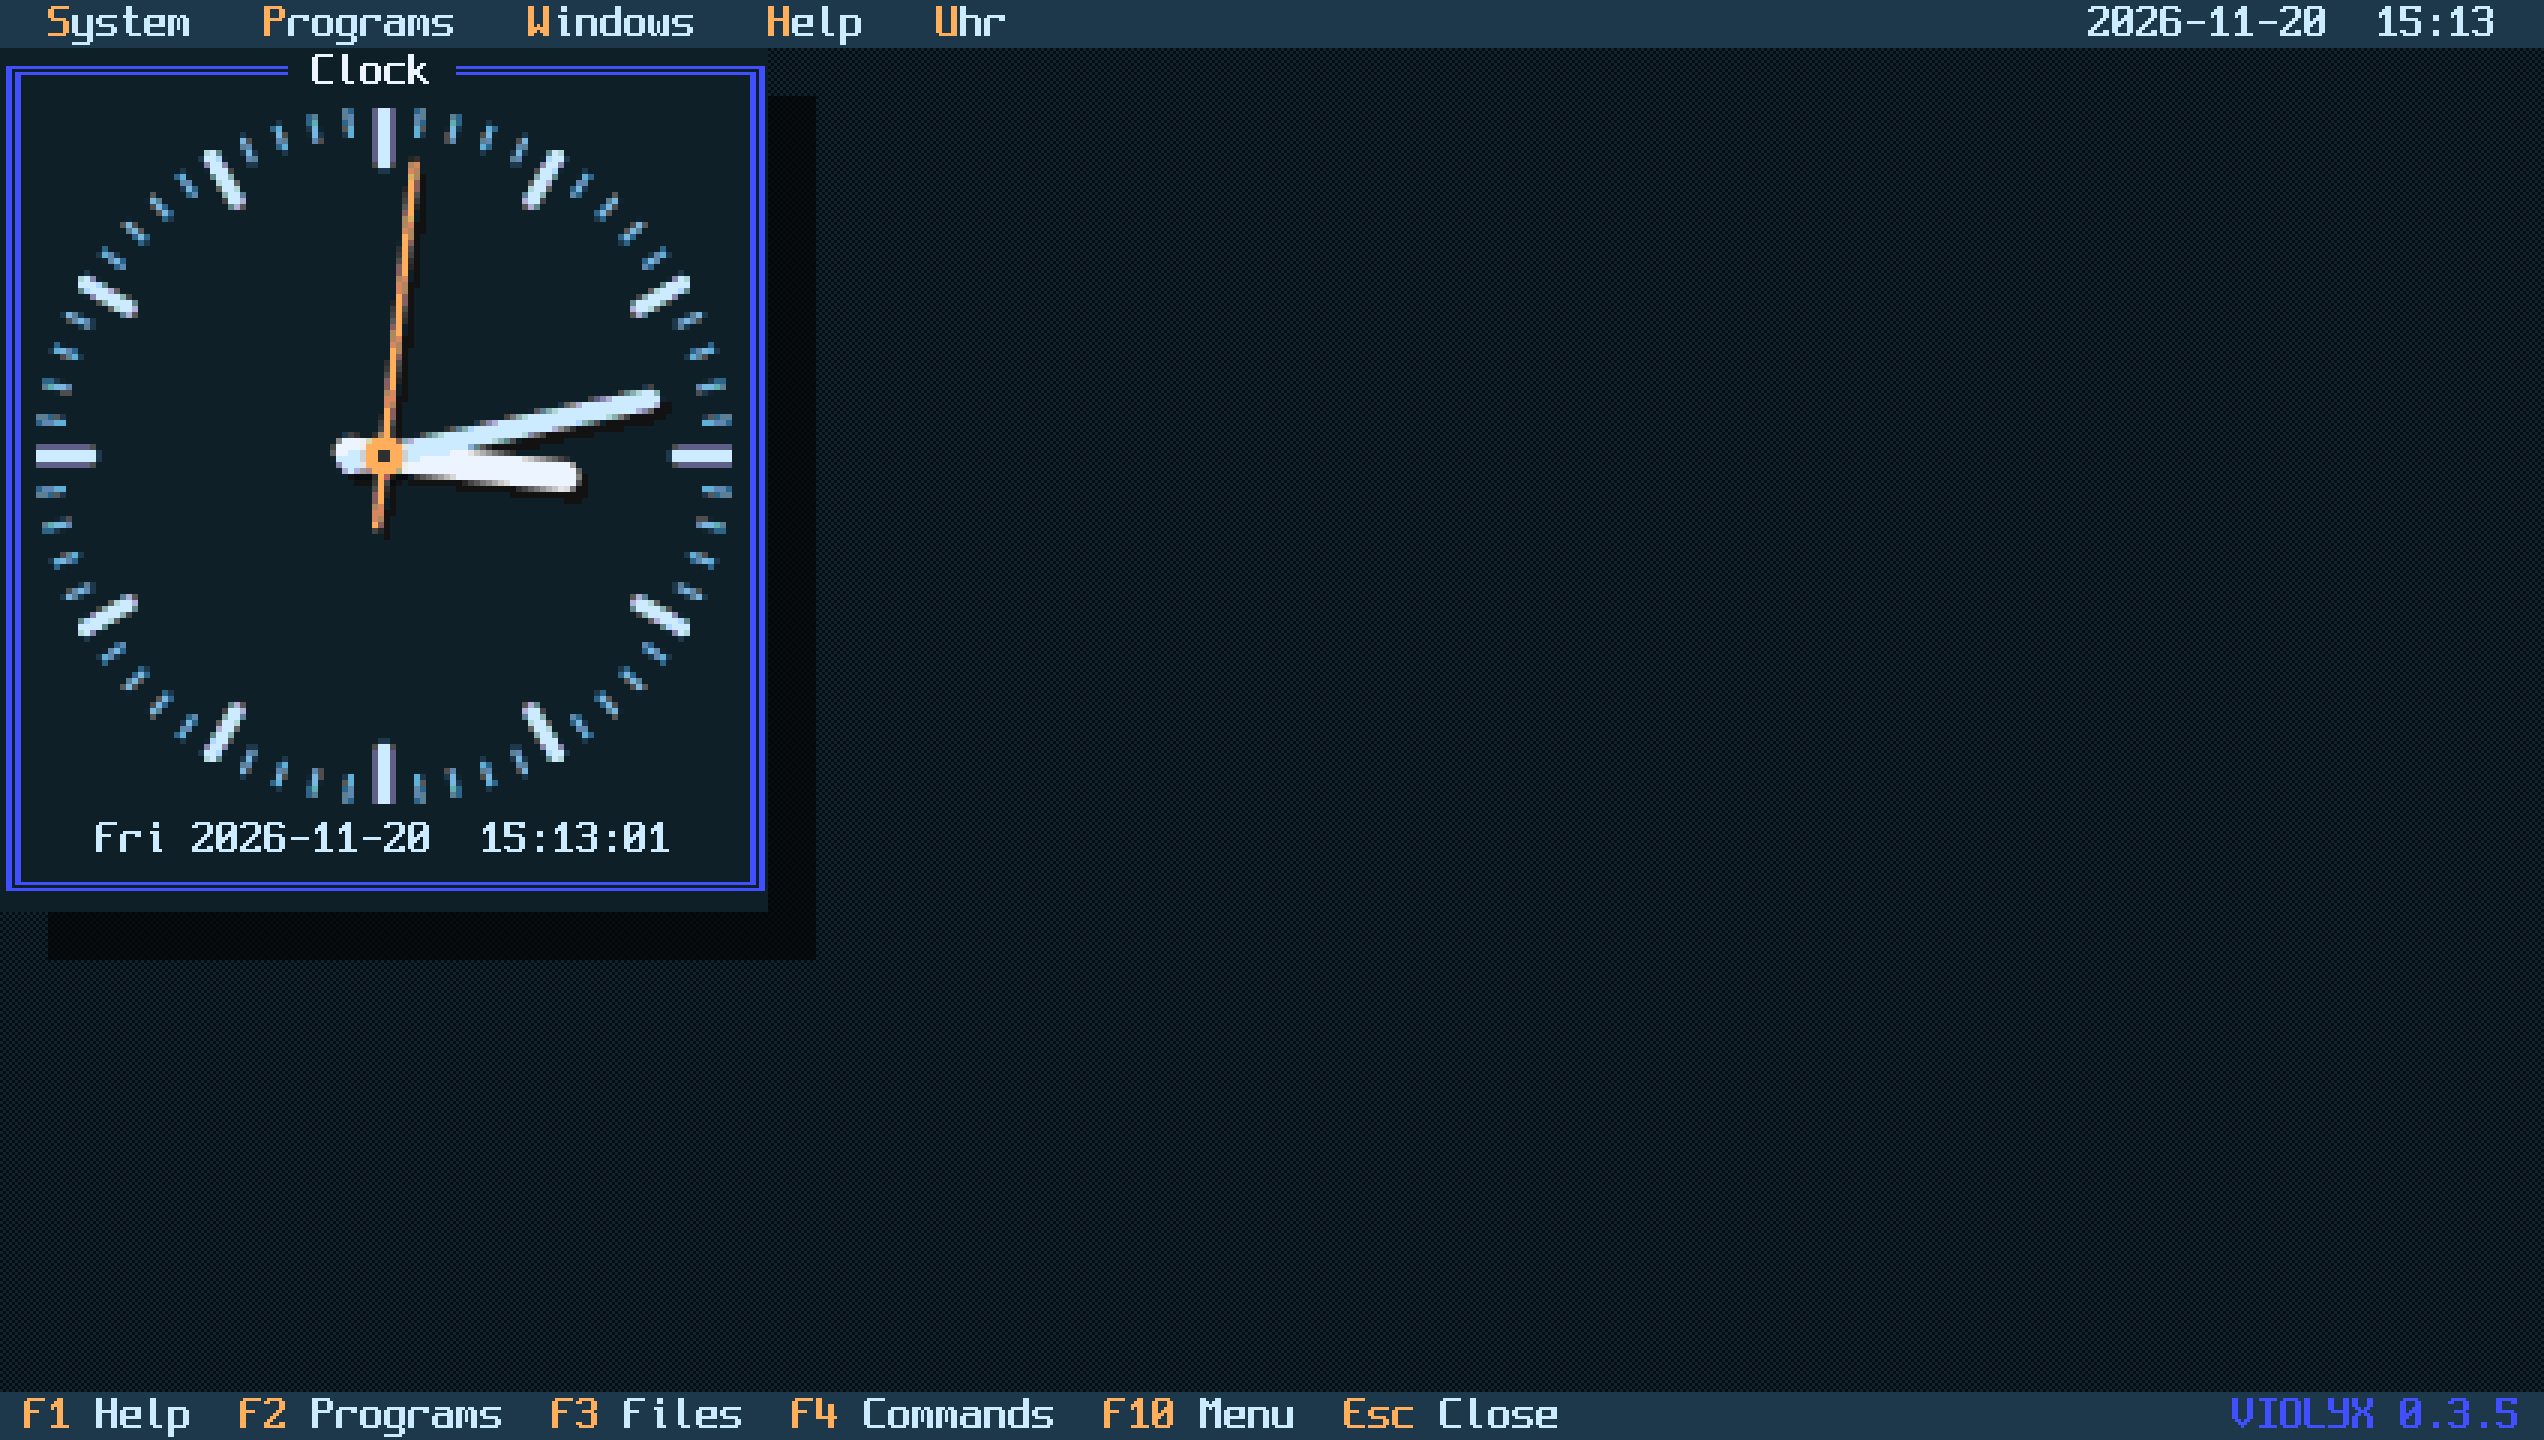 System Programs Windows Help Uhr 2026-11-20 15:13
Clock
Fri 2026-11-20 15:13:01
F1 Help F2 Programs F3 Files F4 Commands F10 Menu Esc Close VIOLYX 0.3.5